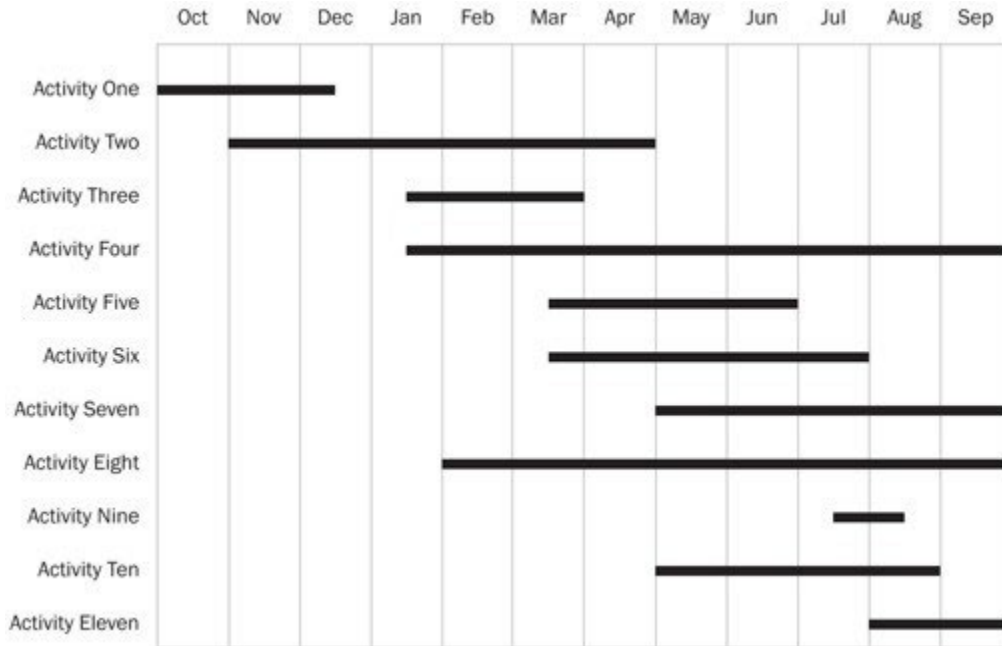 Oct Nov Dec Jan Feb Mar Apr May Jun Jul Aug Sep
Activity One
Activity Two
Activity Three
Activity Four
Activity Five
Activity Six
Activity Seven
Activity Eight
Activity Nine
Activity Ten
Activity Eleven